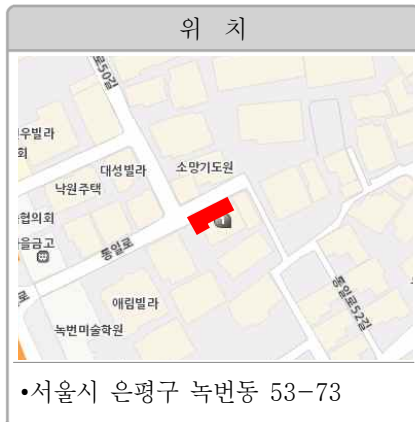 위 치
로50길
우빌라
회
대성빌라
소망기도원
낙원주택
협의회
을금고
통일로
로
애림빌라
통일로52길
녹번미술학원
•서울시 은평구 녹번동 53-73